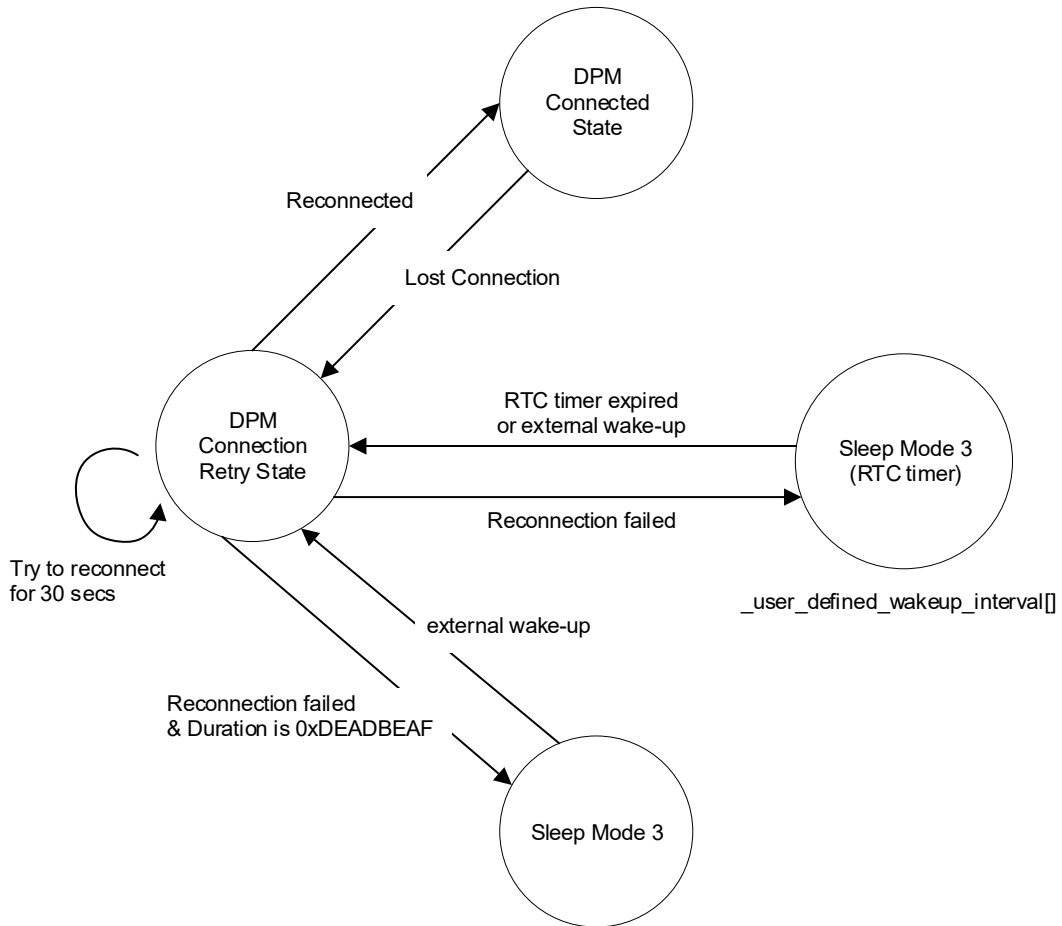 DPM
Connected
State
Reconnected
Lost Connection
DPM
Connection
Retry State
RTC timer expired
or external wake-up
Sleep Mode 3
(RTC timer)
Reconnection failed
Try to reconnect
for 30 secs
_user_defined_wakeup_interval[]
external wake-up
Reconnection failed
& Duration is 0xDEADBEAF
Sleep Mode 3